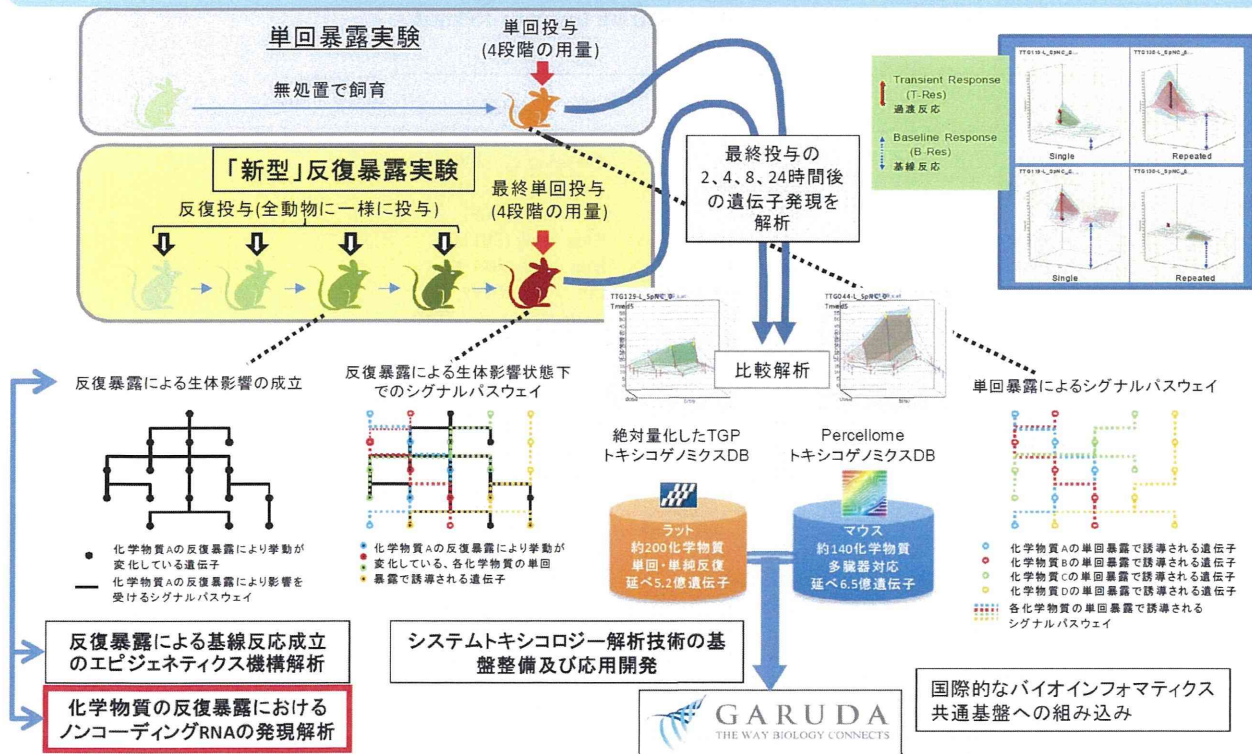 単回暴露実験
単回投与
(4段階の用量)
無処置で飼育
「新型」反復暴露実験
反復投与(全動物に一様に投与)
最終単回投与
(4段階の用量)
最終投与の
2、4、8、24時間後
の遺伝子発現を
解析
Transient Response
(T-Res)
過渡反応
Baseline Response
(B-Res)
基線反応
Single
Repeated
Single
Repeated
比較解析
反復暴露による生体影響の成立
化学物質Aの反復暴露により挙動が
変化している遺伝子
化学物質Aの反復暴露により影響を
受けるシグナルパスウェイ
反復暴露による生体影響状態下
でのシグナルパスウェイ
化学物質Aの反復暴露により挙動が
変化している、各化学物質の単回
暴露で誘導される遺伝子
絶対量化したTGP
トキシコゲノミクスDB
ラット
約200化学物質
単回・単純反復
延べ5.2億遺伝子
Percellome
トキシコゲノミクスDB
マウス
約140化学物質
多臓器対応
延べ6.5億遺伝子
単回暴露によるシグナルパスウェイ
化学物質Aの単回暴露で誘導される遺伝子
化学物質Bの単回暴露で誘導される遺伝子
化学物質Cの単回暴露で誘導される遺伝子
化学物質Dの単回暴露で誘導される遺伝子
各化学物質の単回暴露で誘導される
シグナルパスウェイ
反復暴露による基線反応成立
のエピジェネティクス機構解析
化学物質の反復暴露における
ノンコーディングRNAの発現解析
システムトキシコロジー解析技術の基
盤整備及び応用開発
GARUDA
THE WAY BIOLOGY CONNECTS
国際的なバイオインフォマティクス
共通基盤への組み込み